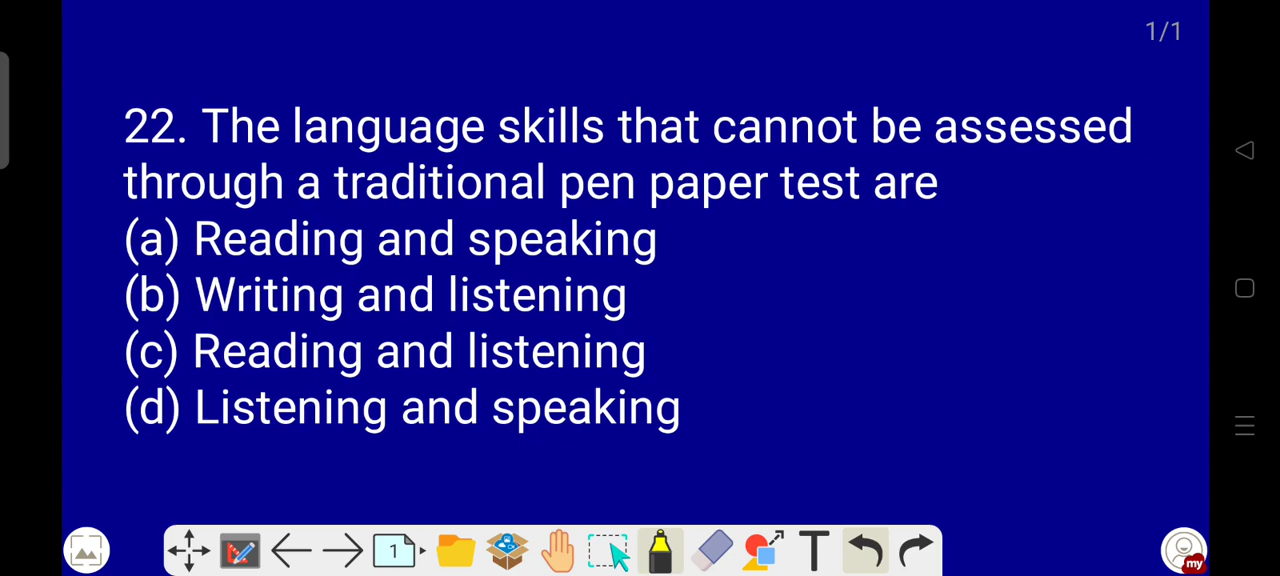 1/1
22. The language skills that cannot be assessed
through a traditional pen paper test are
(a) Reading and speaking
(b) Writing and listening
(c) Reading and listening
(d) Listening and speaking
1
T
my